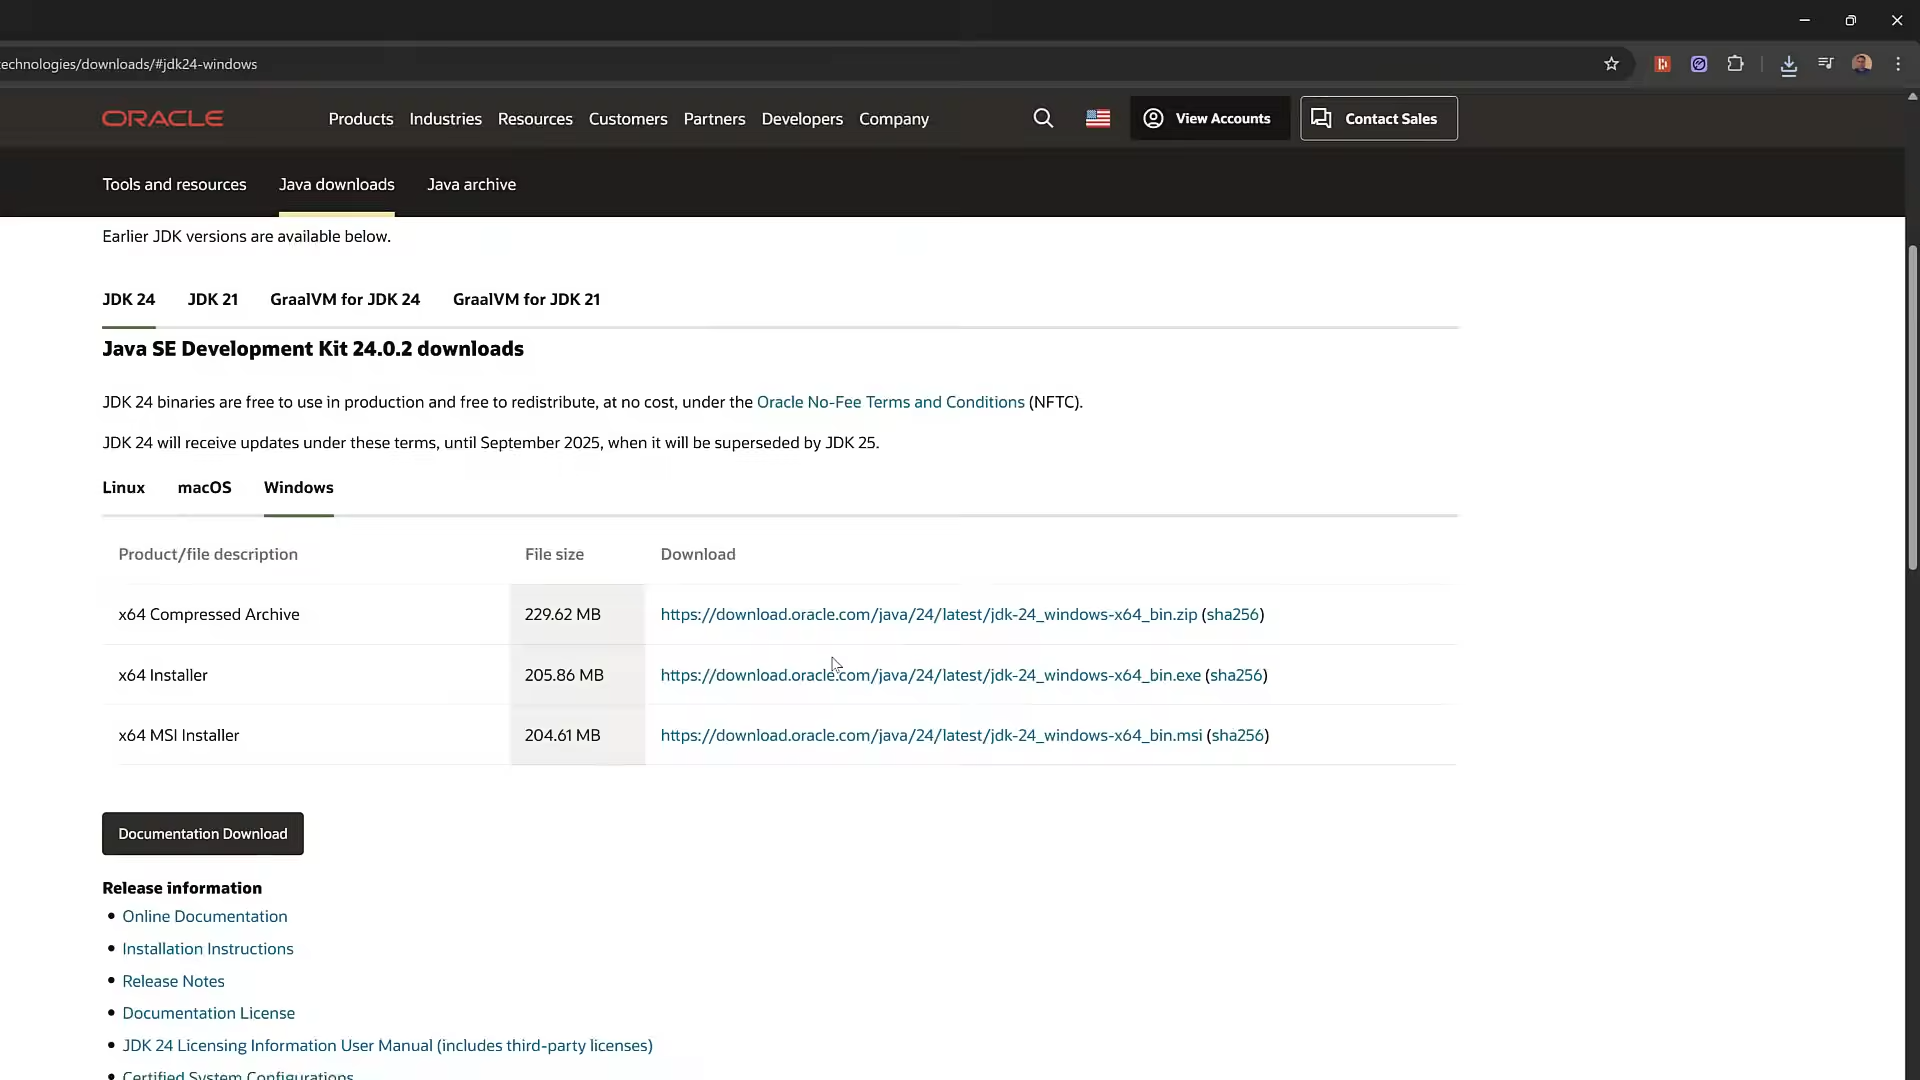 technologies/downloads/#jdk24-windows
ORACLE
Products Industries Resources Customers Partners Developers Company
View Accounts
Contact Sales
Tools and resources Java downloads Java archive
Earlier JDK versions are available below.
JDK 24 JDK 21 GraalVM for JDK 24 GraalVM for JDK 21
Java SE Development Kit 24.0.2 downloads
JDK 24 binaries are free to use in production and free to redistribute, at no cost, under the Oracle No-Fee Terms and Conditions (NFTC).
JDK 24 will receive updates under these terms, until September 2025, when it will be superseded by JDK 25.
Linux macOS Windows
Product/file description File size Download
x64 Compressed Archive 229.62 MB https://download.oracle.com/java/24/latest/jdk-24_windows-x64_bin.zip (sha256)
x64 Installer 205.86 MB https://download.oracle.com/java/24/latest/jdk-24_windows-x64_bin.exe (sha256)
x64 MSI Installer 204.61 MB https://download.oracle.com/java/24/latest/jdk-24_windows-x64_bin.msi (sha256)
Documentation Download
Release information
• Online Documentation
• Installation Instructions
• Release Notes
• Documentation License
• JDK 24 Licensing Information User Manual (includes third-party licenses)
• Certified System Configurations